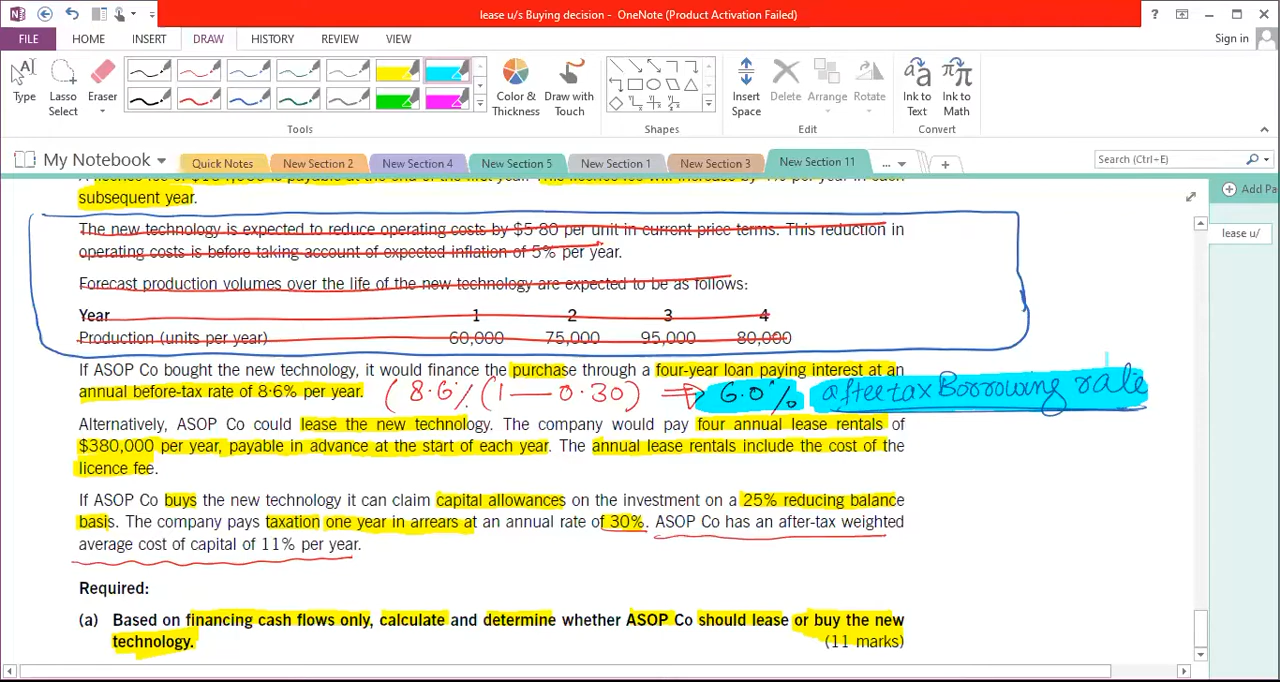 lease u/s Buying decision - OneNote (Product Activation Failed)
FILE HOME INSERT DRAW HISTORY REVIEW VIEW
Sign in
Type
Lasso Select
Eraser
Color & Thickness
Draw with Touch
Insert Space
Delete
Arrange
Rotate
Ink to Text
Ink to Math
Tools
Shapes
Edit
Convert
My Notebook
Quick Notes
New Section 2
New Section 4
New Section 5
New Section 1
New Section 3
New Section 11
Search (Ctrl+E)
Add Pa
lease u/
subsequent year.
The new technology is expected to reduce operating costs by $5·80 per unit in current price terms. This reduction in
operating costs is before taking account of expected inflation of 5% per year.
Forecast production volumes over the life of the new technology are expected to be as follows:
Year 1 2 3 4
Production (units per year) 60,000 75,000 95,000 80,000
If ASOP Co bought the new technology, it would finance the purchase through a four-year loan paying interest at an
annual before-tax rate of 8·6% per year. (8.6% (1 — 0.30) ⇒ 6.0% aftertax Borrowing rate
Alternatively, ASOP Co could lease the new technology. The company would pay four annual lease rentals of
$380,000 per year, payable in advance at the start of each year. The annual lease rentals include the cost of the
licence fee.
If ASOP Co buys the new technology it can claim capital allowances on the investment on a 25% reducing balance
basis. The company pays taxation one year in arrears at an annual rate of 30%. ASOP Co has an after-tax weighted
average cost of capital of 11% per year.
Required:
(a) Based on financing cash flows only, calculate and determine whether ASOP Co should lease or buy the new
technology. (11 marks)